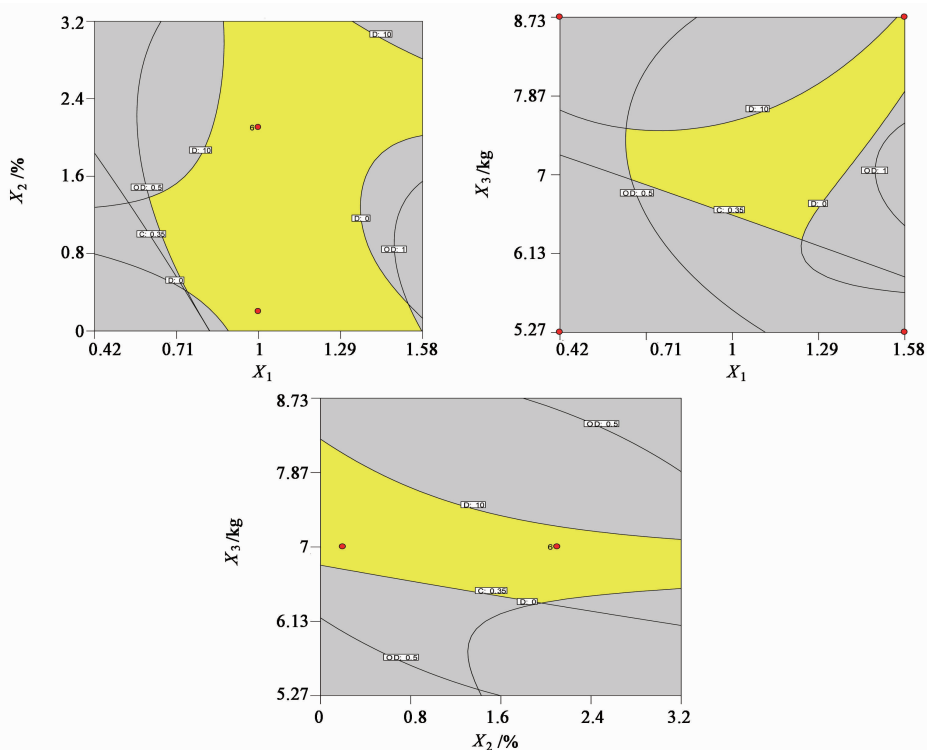 3.2
2.4
1.6
0.8
0
X2 /%
0.42
0.71
1
1.29
1.58
X1
D: 10
D: 10
OD: 0.5
C: 0.35
D: 0
D: 0
OD: 1
6
8.73
7.87
7
6.13
5.27
X3/kg
0.42
0.71
1
1.29
1.58
X1
D: 10
OD: 0.5
C: 0.35
D: 0
OD: 1
8.73
7.87
7
6.13
5.27
X3/kg
0
0.8
1.6
2.4
3.2
X2 /%
OD: 0.5
D: 10
6
C: 0.35
D: 0
OD: 0.5